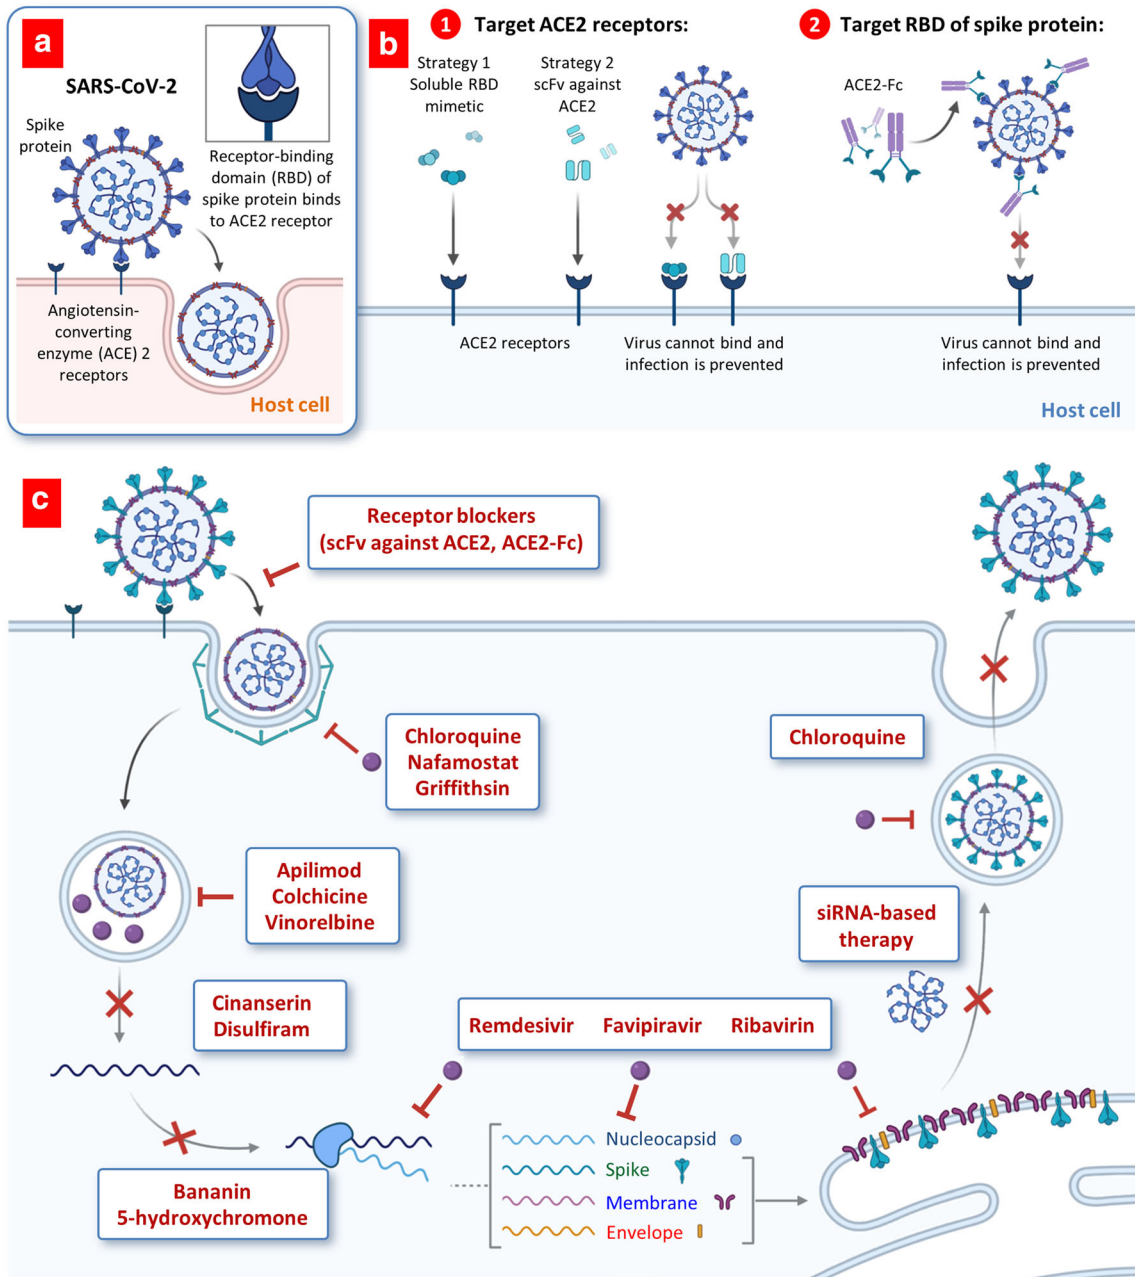 a
SARS-CoV-2
Spike
protein
Receptor-binding
domain (RBD) of
spike protein binds
to ACE2 receptor
Angiotensin-
converting
enzyme (ACE) 2
receptors
Host cell
b
1 Target ACE2 receptors:
Strategy 1
Soluble RBD
mimetic
Strategy 2
scFv against
ACE2
ACE2 receptors
Virus cannot bind and
infection is prevented
2 Target RBD of spike protein:
ACE2-Fc
Virus cannot bind and
infection is prevented
Host cell
c
Receptor blockers
(scFv against ACE2, ACE2-Fc)
Chloroquine
Nafamostat
Griffithsin
Apilimod
Colchicine
Vinorelbine
Cinanserin
Disulfiram
Bananin
5-hydroxychromone
Remdesivir Favipiravir Ribavirin
Nucleocapsid
Spike
Membrane
Envelope
siRNA-based
therapy
Chloroquine